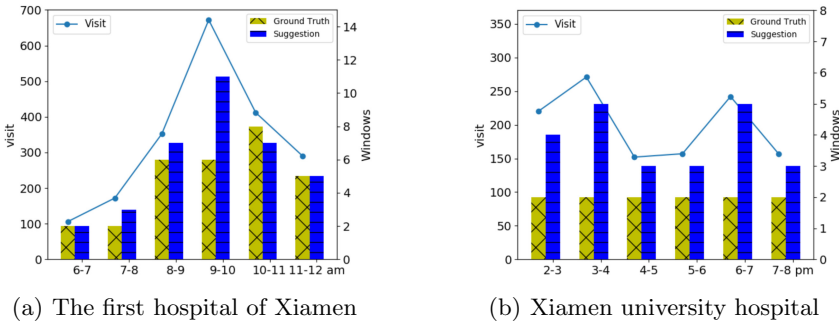 700
600
500
400
300
200
100
0
visit
Visit
Ground Truth
Suggestion
14
12
10
8
6
4
2
0
Windows
6-7 7-8 8-9 9-10 10-11 11-12 am
(a) The first hospital of Xiamen
350
300
250
200
150
100
50
0
visit
Visit
Ground Truth
Suggestion
8
7
6
5
4
3
2
1
0
Windows
2-3 3-4 4-5 5-6 6-7 7-8 pm
(b) Xiamen university hospital